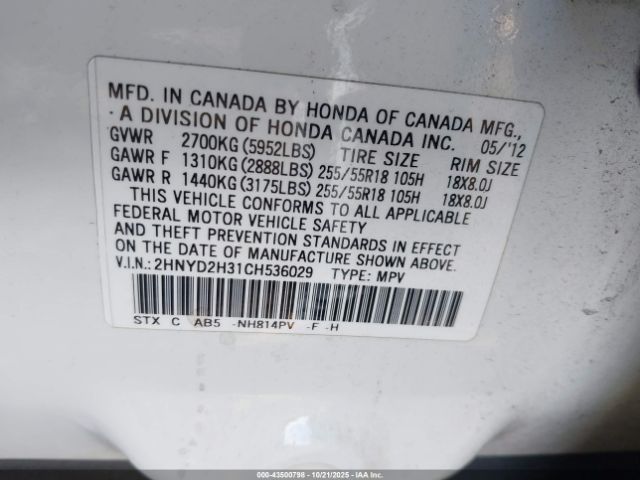 MFD. IN CANADA BY HONDA OF CANADA MFG.,
A DIVISION OF HONDA CANADA INC. 05/'12
GVWR 2700KG (5952LBS) TIRE SIZE RIM SIZE
GAWR F 1310KG (2888LBS) 255/55R18 105H 18X8.0J
GAWR R 1440KG (3175LBS) 255/55R18 105H 18X8.0J
THIS VEHICLE CONFORMS TO ALL APPLICABLE
FEDERAL MOTOR VEHICLE SAFETY
AND THEFT PREVENTION STANDARDS IN EFFECT
ON THE DATE OF MANUFACTURE SHOWN ABOVE.
V.I.N.: 2HNYD2H31CH536029 TYPE: MPV
STX C AB5 -NH814PV -F -H
000-43500798 - 10/21/2025 - IAA, Inc.